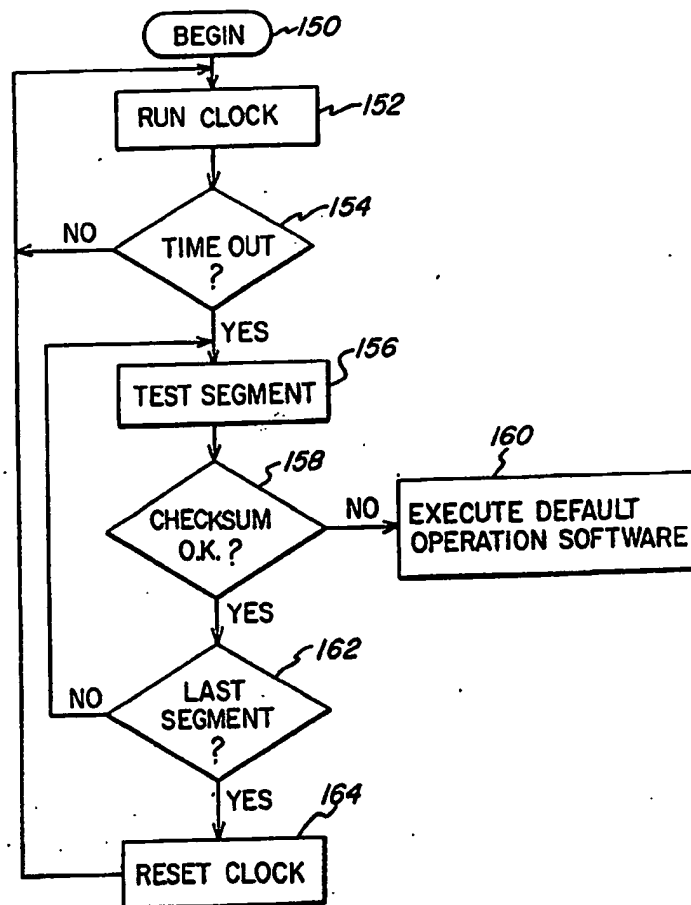 BEGIN
150
RUN CLOCK
152
154
NO
TIME OUT
?
YES
156
TEST SEGMENT
158
160
CHECKSUM
O.K. ?
NO
EXECUTE DEFAULT
OPERATION SOFTWARE
YES
162
NO
LAST
SEGMENT
?
YES
164
RESET CLOCK